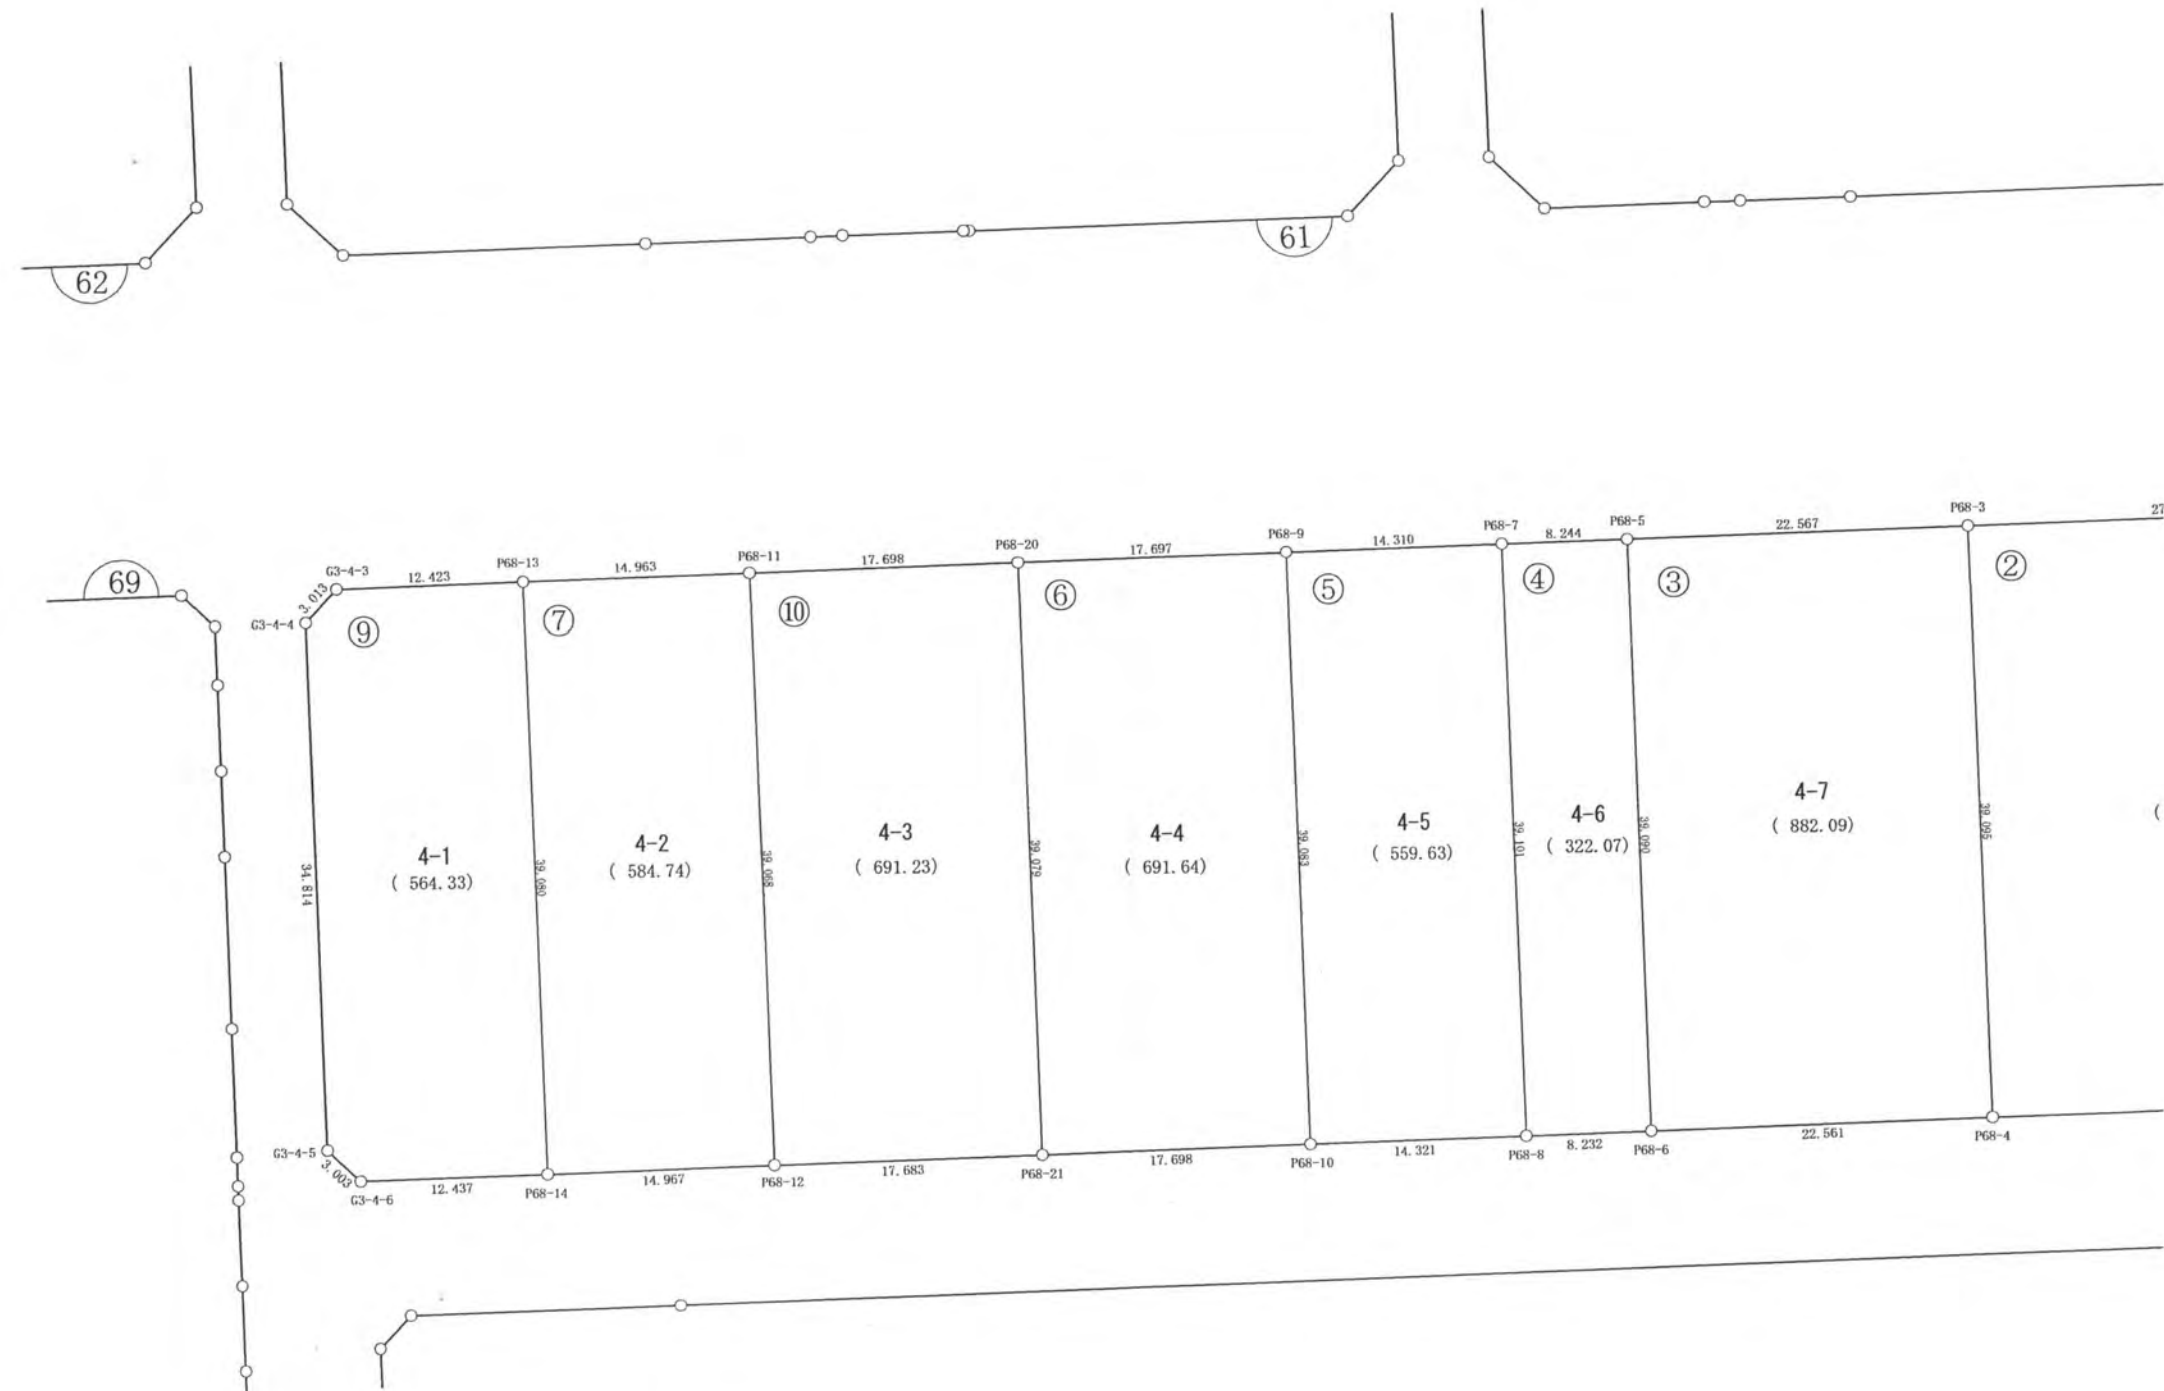 62
61
69
P68-3
27
22.567
P68-5
8.244
P68-7
14.310
P68-9
17.697
P68-20
17.698
P68-11
14.963
P68-13
12.423
G3-4-3
3.013
G3-4-4
⑨
⑦
⑩
⑥
⑤
④
③
②
34.814
4-1
( 564.33)
39.080
4-2
( 584.74)
39.068
4-3
( 691.23)
39.079
4-4
( 691.64)
39.083
4-5
( 559.63)
39.101
4-6
( 322.07)
39.090
4-7
( 882.09)
39.095
(
G3-4-5
3.003
G3-4-6
12.437
P68-14
14.967
P68-12
17.683
P68-21
17.698
P68-10
14.321
P68-8
8.232
P68-6
22.561
P68-4